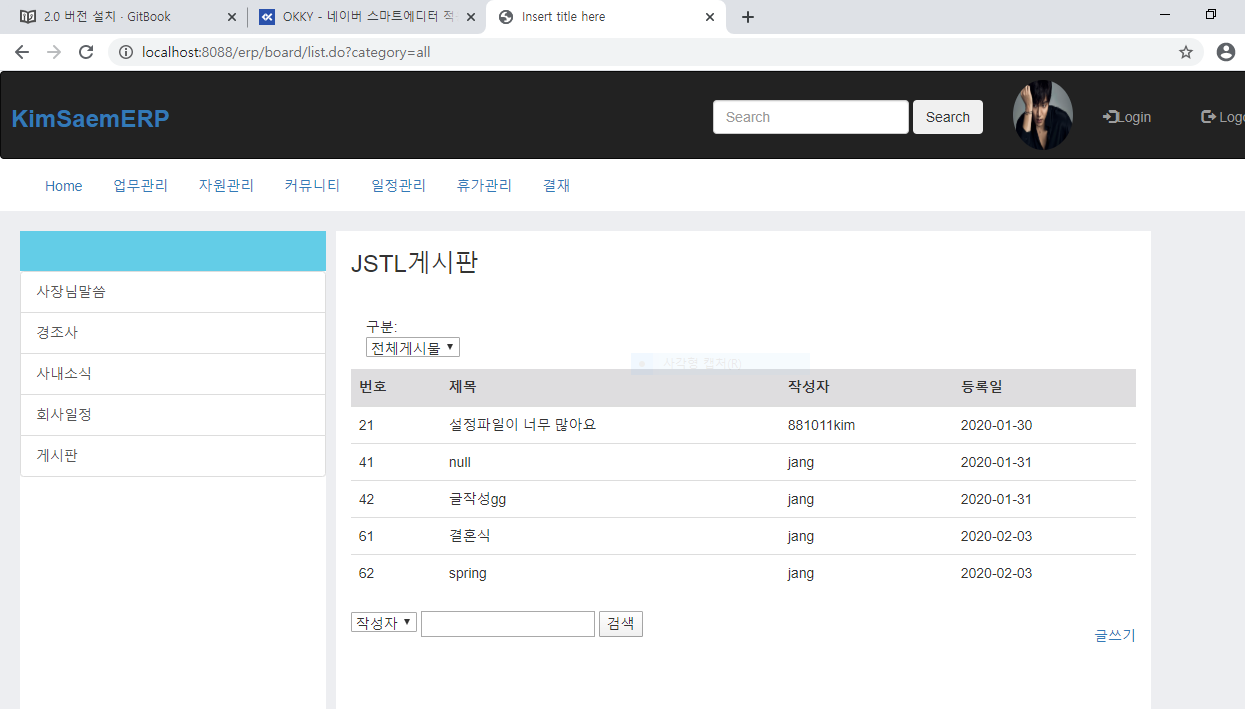 2.0 버전 설치 · GitBook
OKKY - 네이버 스마트에디터 적
Insert title here
localhost:8088/erp/board/list.do?category=all
KimSaemERP
Search
Search
Login
Logo
Home 업무관리 자원관리 커뮤니티 일정관리 휴가관리 결재
사장님말씀
경조사
사내소식
회사일정
게시판
JSTL게시판
구분:
전체게시물
사각형 캡처(R)
번호 제목 작성자 등록일
21 설정파일이 너무 많아요 881011kim 2020-01-30
41 null jang 2020-01-31
42 글작성gg jang 2020-01-31
61 결혼식 jang 2020-02-03
62 spring jang 2020-02-03
작성자 검색
글쓰기